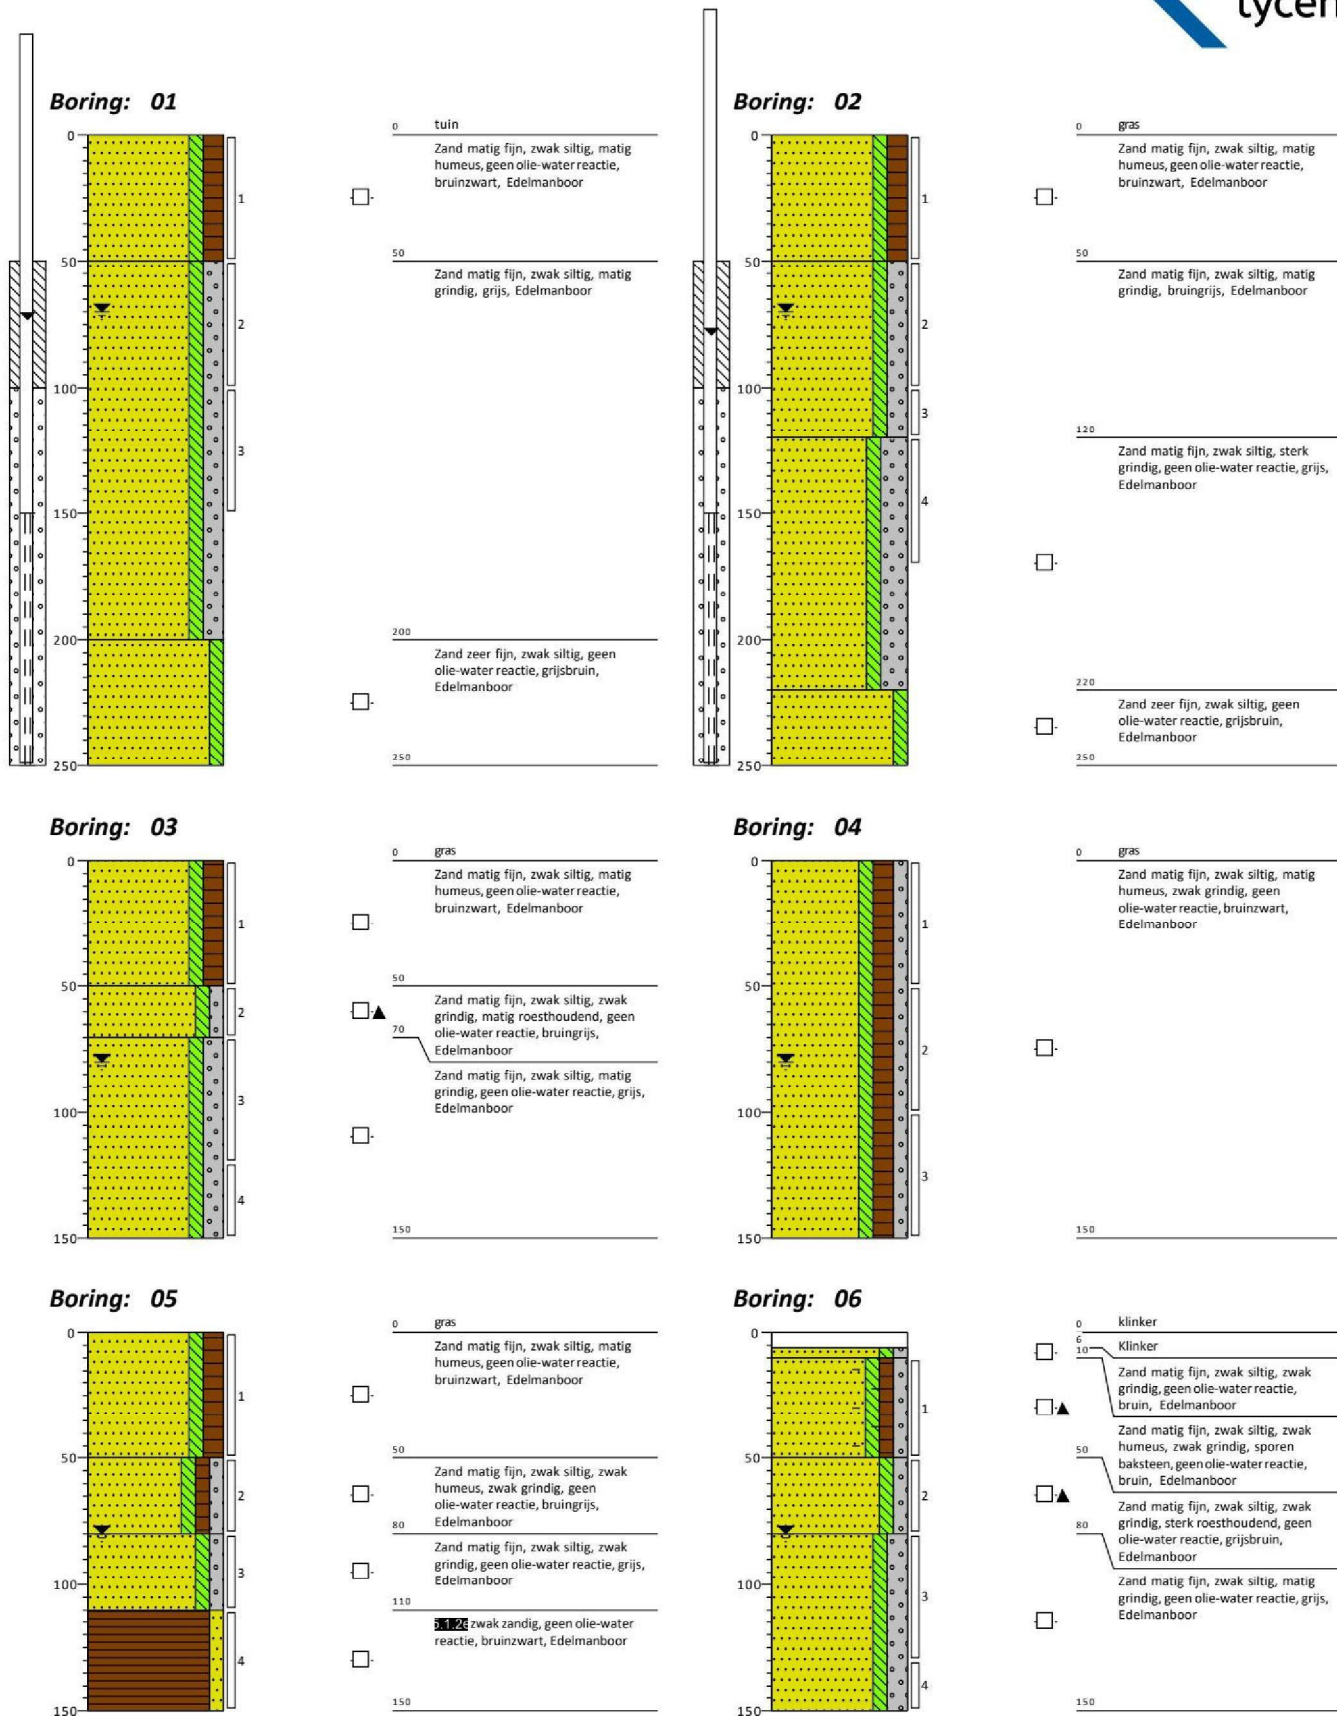 tycen
Boring: 01
0
50
100
150
200
250
1
2
3
0 tuin
Zand matig fijn, zwak siltig, matig
humeus, geen olie-water reactie,
bruinzwart, Edelmanboor
50
Zand matig fijn, zwak siltig, matig
grindig, grijs, Edelmanboor
200
Zand zeer fijn, zwak siltig, geen
olie-water reactie, grijsbruin,
Edelmanboor
250
Boring: 02
0
50
100
150
200
250
1
2
3
4
0 gras
Zand matig fijn, zwak siltig, matig
humeus, geen olie-water reactie,
bruinzwart, Edelmanboor
50
Zand matig fijn, zwak siltig, matig
grindig, bruingrijs, Edelmanboor
120
Zand matig fijn, zwak siltig, sterk
grindig, geen olie-water reactie, grijs,
Edelmanboor
220
Zand zeer fijn, zwak siltig, geen
olie-water reactie, grijsbruin,
Edelmanboor
250
Boring: 03
0
50
100
150
1
2
3
4
0 gras
Zand matig fijn, zwak siltig, matig
humeus, geen olie-water reactie,
bruinzwart, Edelmanboor
50
Zand matig fijn, zwak siltig, zwak
grindig, matig roesthoudend, geen
olie-water reactie, bruingrijs,
Edelmanboor
70
Zand matig fijn, zwak siltig, matig
grindig, geen olie-water reactie, grijs,
Edelmanboor
150
Boring: 04
0
50
100
150
1
2
3
0 gras
Zand matig fijn, zwak siltig, matig
humeus, zwak grindig, geen
olie-water reactie, bruinzwart,
Edelmanboor
150
Boring: 05
0
50
100
150
1
2
3
4
0 gras
Zand matig fijn, zwak siltig, matig
humeus, geen olie-water reactie,
bruinzwart, Edelmanboor
50
Zand matig fijn, zwak siltig, zwak
humeus, zwak grindig, geen
olie-water reactie, bruingrijs,
Edelmanboor
80
Zand matig fijn, zwak siltig, zwak
grindig, geen olie-water reactie, grijs,
Edelmanboor
110
5.1.2e zwak zandig, geen olie-water
reactie, bruinzwart, Edelmanboor
150
Boring: 06
0
50
100
150
1
2
3
4
0 klinker
6
Klinker
10
Zand matig fijn, zwak siltig, zwak
grindig, geen olie-water reactie,
bruin, Edelmanboor
Zand matig fijn, zwak siltig, zwak
humeus, zwak grindig, sporen
baksteen, geen olie-water reactie,
bruin, Edelmanboor
50
Zand matig fijn, zwak siltig, zwak
grindig, sterk roesthoudend, geen
olie-water reactie, grijsbruin,
Edelmanboor
80
Zand matig fijn, zwak siltig, matig
grindig, geen olie-water reactie, grijs,
Edelmanboor
150